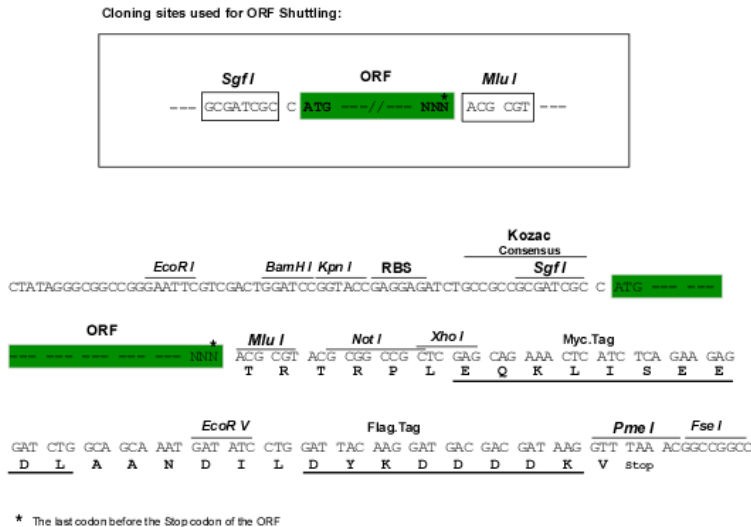 Cloning sites used for ORF Shuttling:
Sgf I ORF Mlu I
*
--- GCGATCGC C ATG ---//--- NNN ACG CGT ---
Kozac
Consensus
EcoR I BamH I Kpn I RBS Sgf I
CTATAGGGCGGCCGGGAATTCGTCGACTGGATCCGGTACCGAGGAGATCTGCCGCCGCGATCGC C ATG --- ---
ORF Mlu I Not I Xho I Myc.Tag
*
--- --- --- --- --- NNN ACG CGT ACG CGG CCG CTC GAG CAG AAA CTC ATC TCA GAA GAG
T R T R P L E Q K L I S E E
EcoR V Flag.Tag Pme I Fse I
GAT CTG GCA GCA AAT GAT ATC CTG GAT TAC AAG GAT GAC GAC GAT AAG GTT TAA ACGGCCGGCC
D L A A N D I L D Y K D D D D K V Stop
* The last codon before the Stop codon of the ORF